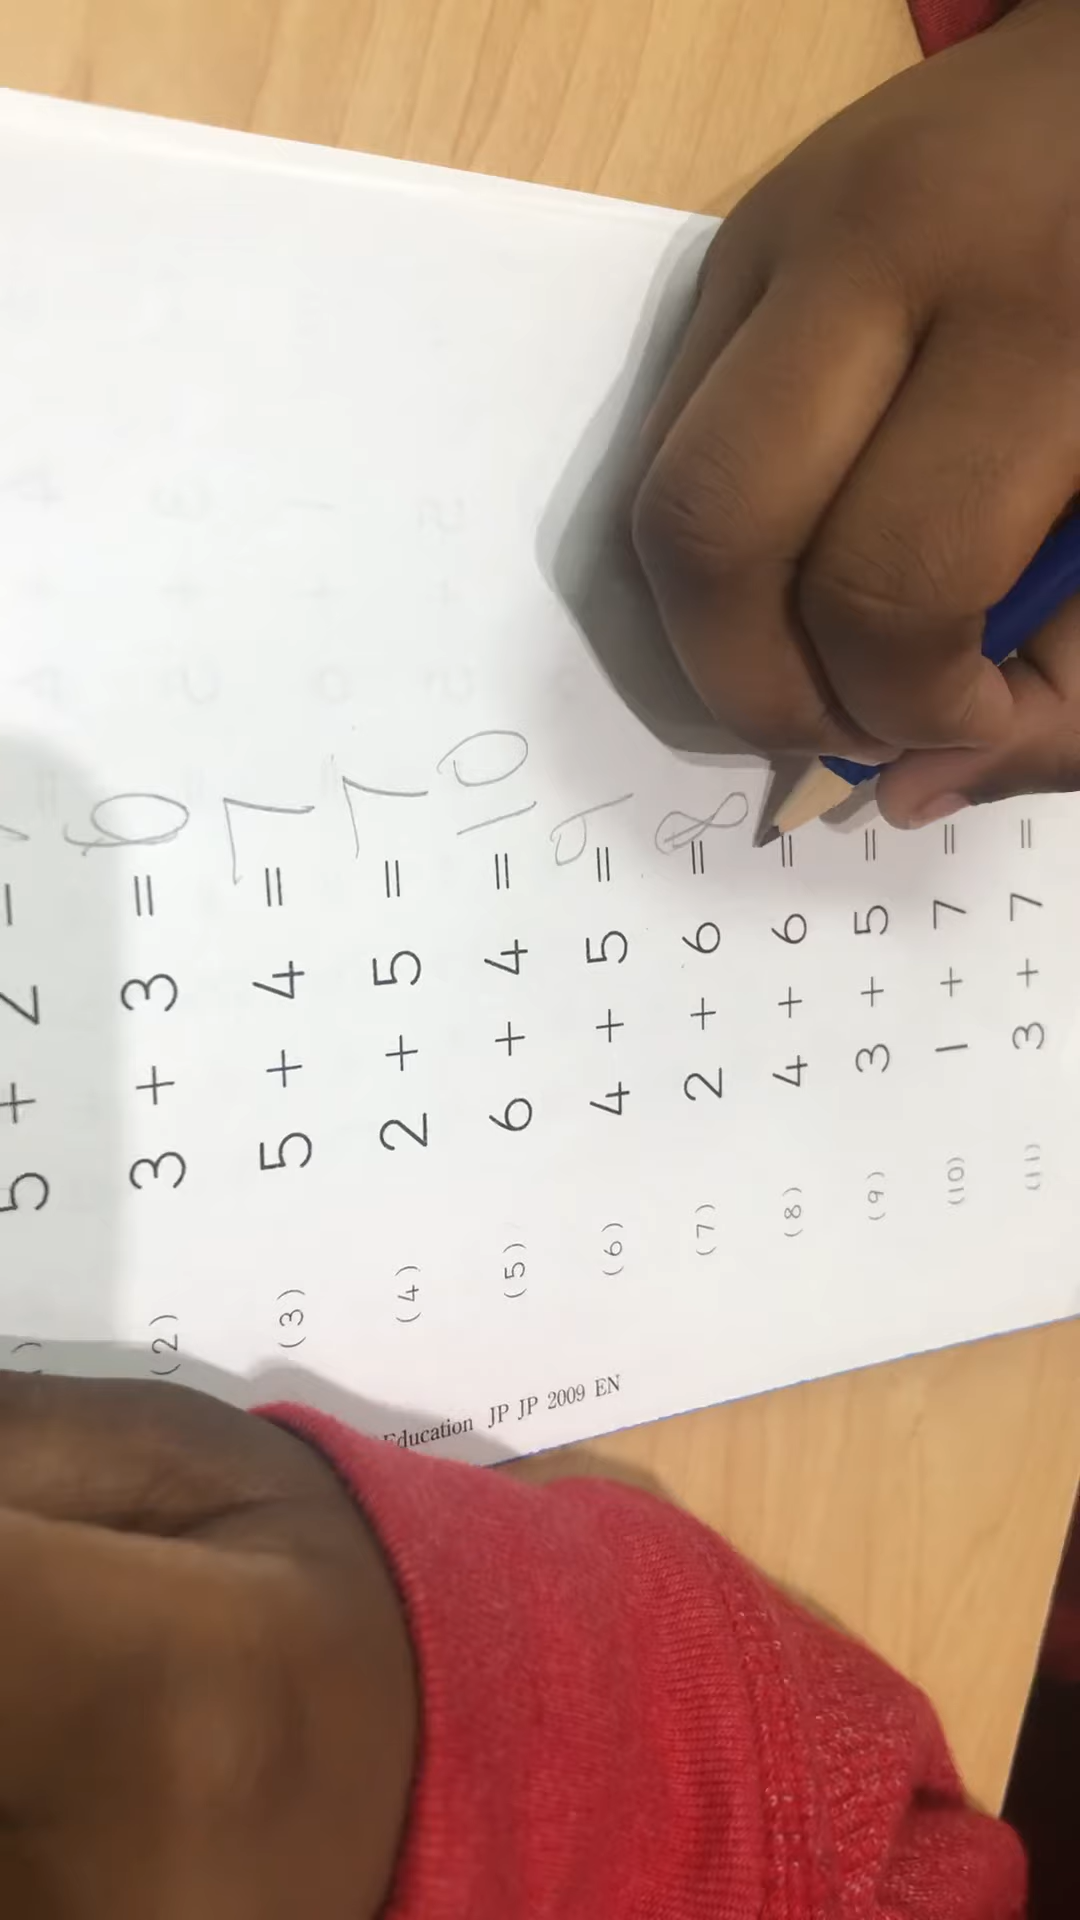 5 + 2 =
(2) 3 + 3 = 6
(3) 5 + 4 = 7
(4) 2 + 5 = 7
(5) 6 + 4 = 10
(6) 4 + 5 = 9
(7) 2 + 6 = 8
(8) 4 + 6 =
(9) 3 + 5 =
(10) 1 + 7 =
(11) 3 + 7 =
Education JP JP 2009 EN